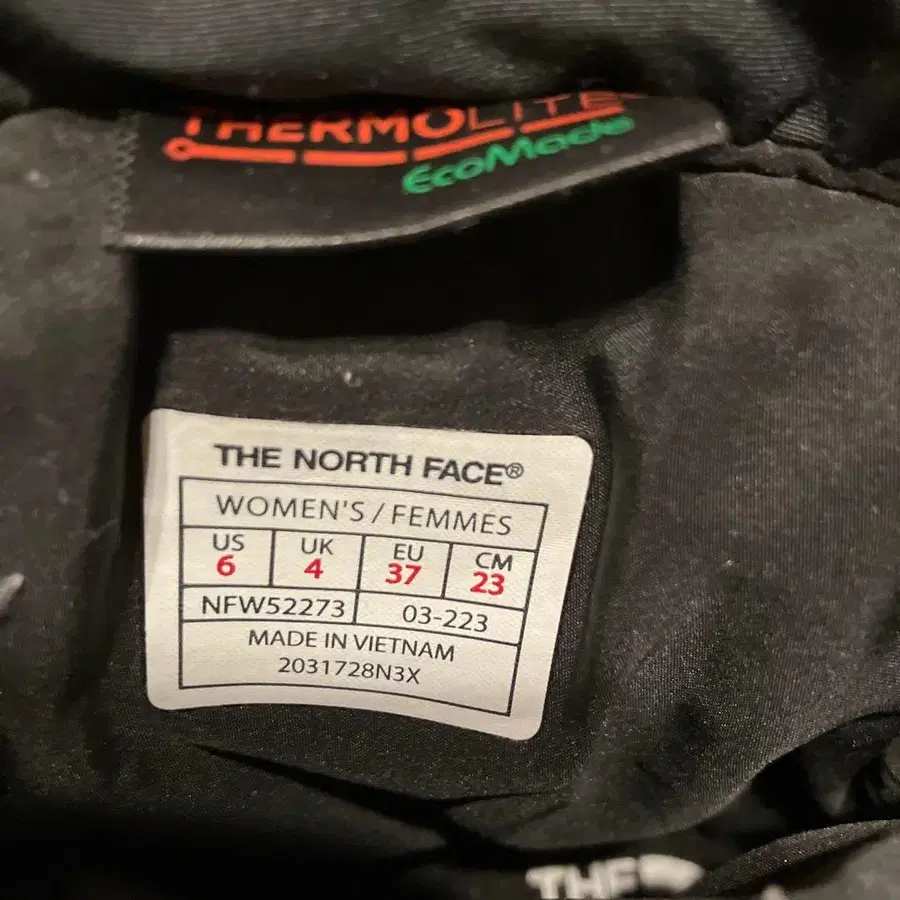 THERMOLITE
EcoMade
THE NORTH FACE®
WOMEN'S / FEMMES
US UK EU CM
6 4 37 23
NFW52273 03-223
MADE IN VIETNAM
2031728N3X
THE